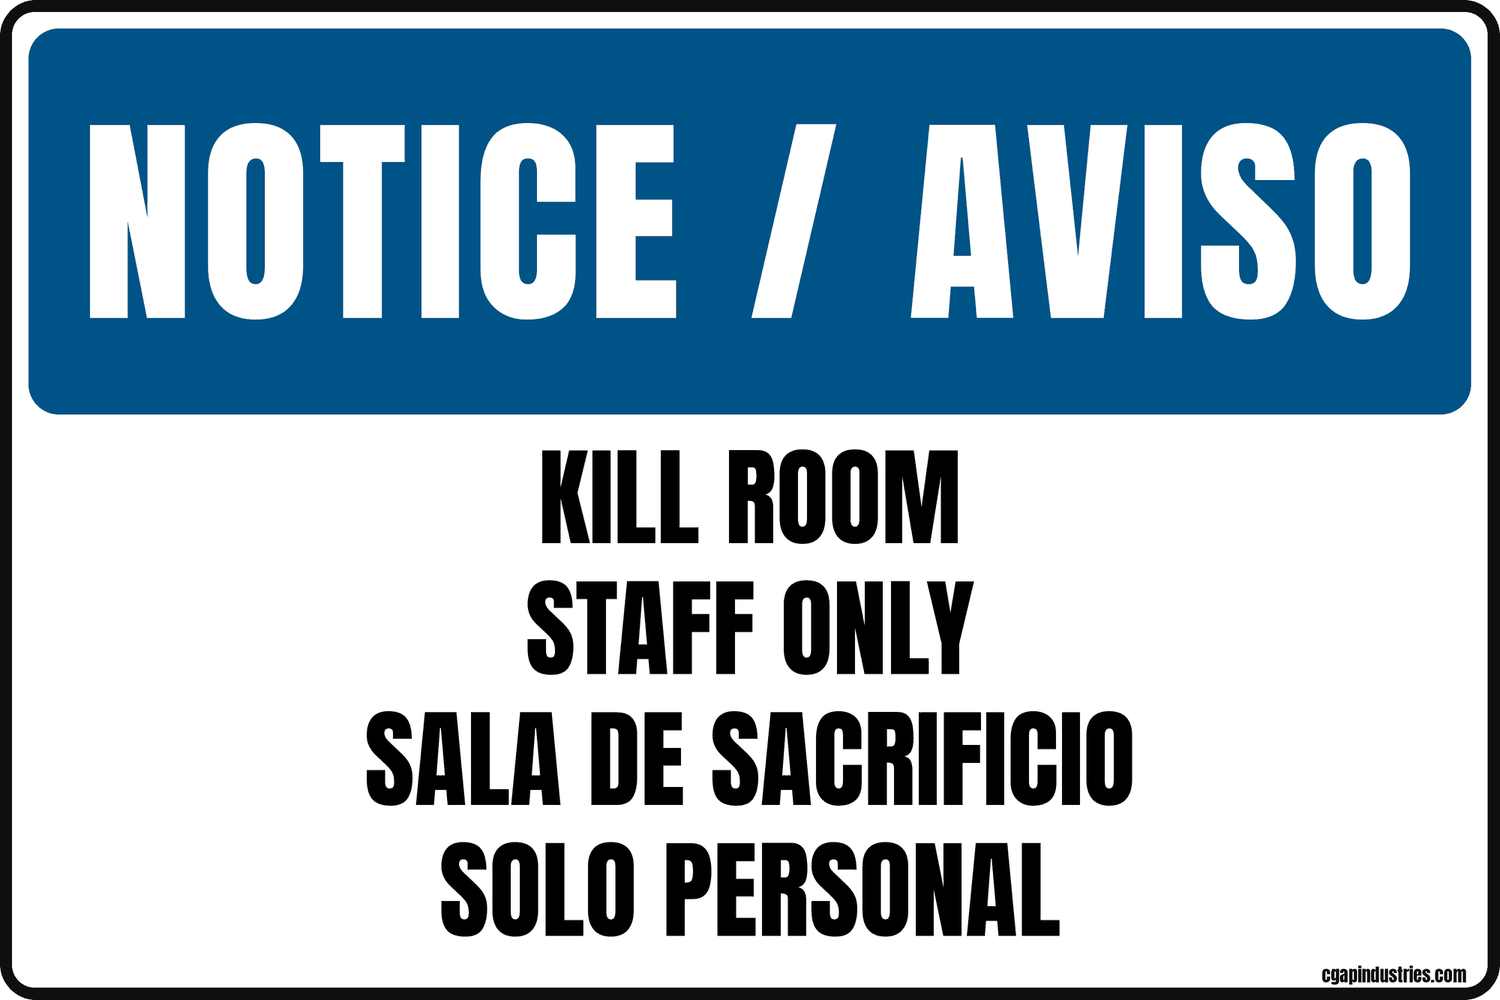 NOTICE / AVISO
KILL ROOM
STAFF ONLY
SALA DE SACRIFICIO
SOLO PERSONAL
cgapindustries.com